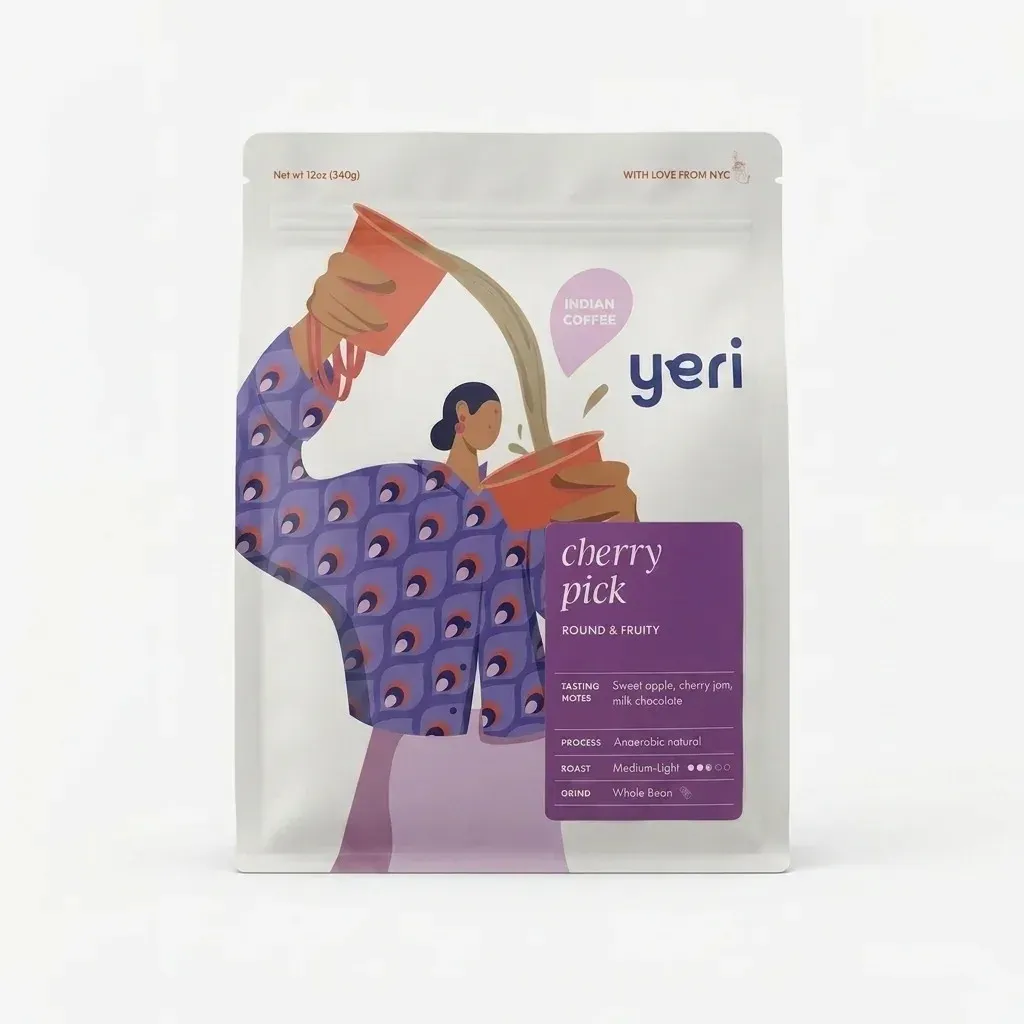 Net wt 12oz (340g)
WITH LOVE FROM NYC
INDIAN
COFFEE
yeri
cherry
pick
ROUND & FRUITY
TASTING
NOTES
Sweet apple, cherry jam,
milk chocolate
PROCESS
Anaerobic natural
ROAST
Medium-Light
GRIND
Whole Bean